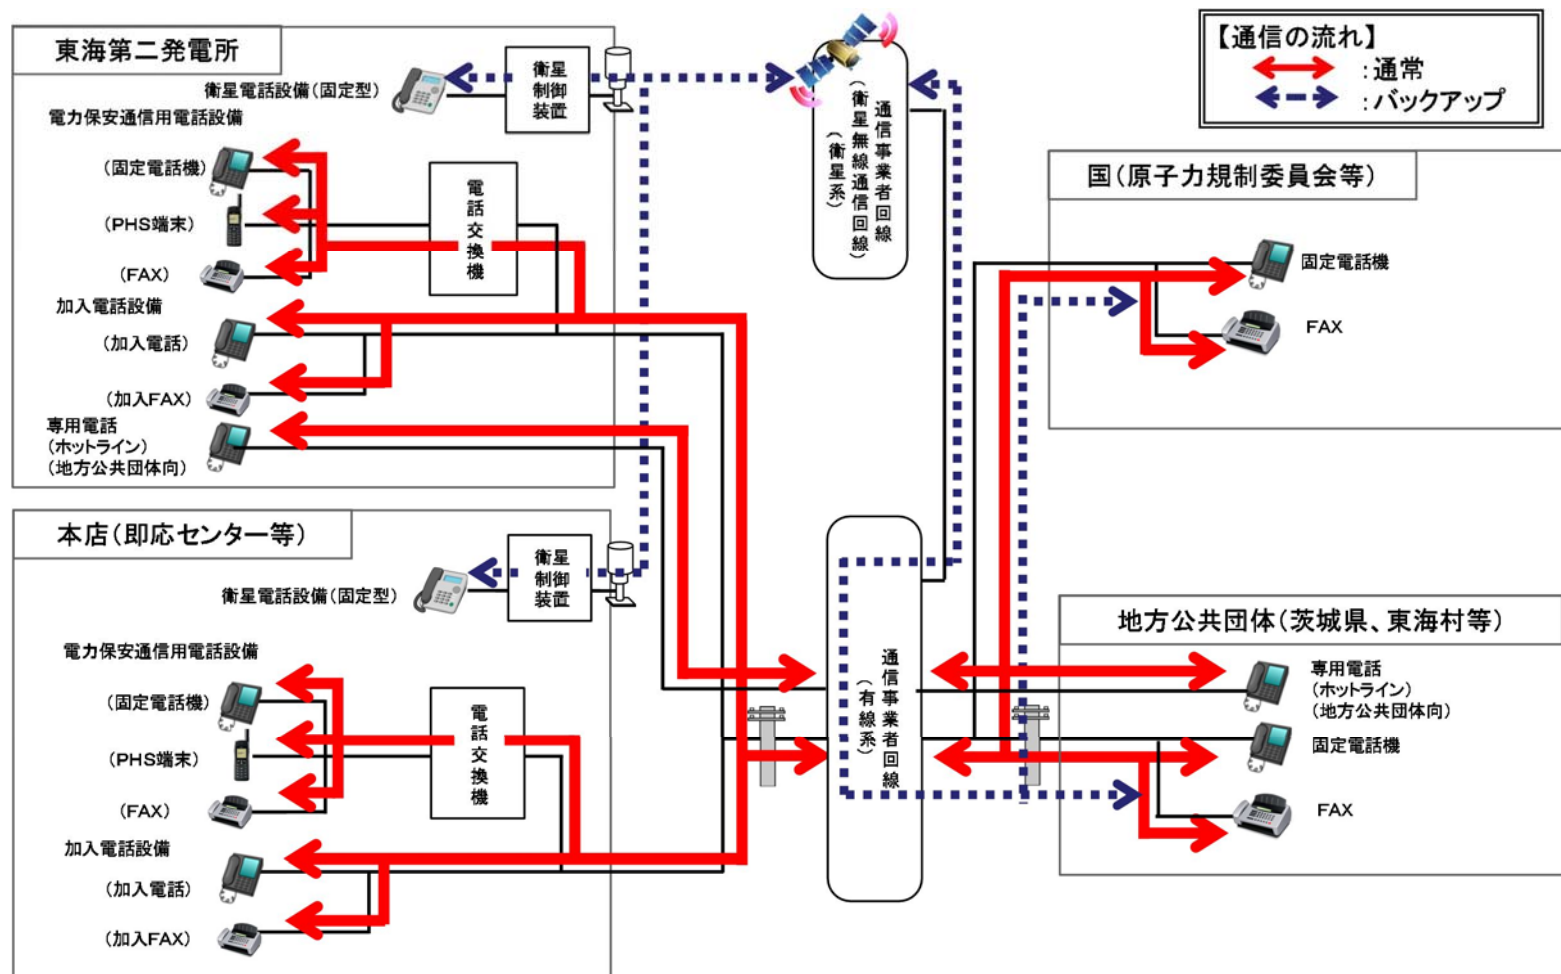 東海第二発電所
衛星電話設備(固定型)
衛星
制御
装置
電力保安通信用電話設備
(固定電話機)
(PHS端末)
(FAX)
電話交換機
加入電話設備
(加入電話)
(加入FAX)
専用電話
(ホットライン)
(地方公共団体向)
本店(即応センター等)
衛星電話設備(固定型)
衛星
制御
装置
電力保安通信用電話設備
(固定電話機)
(PHS端末)
(FAX)
電話交換機
加入電話設備
(加入電話)
(加入FAX)
通信事業者回線
(衛星無線通信回線)
(衛星系)
通信事業者回線
(有線系)
【通信の流れ】
:通常
:バックアップ
国(原子力規制委員会等)
固定電話機
FAX
地方公共団体(茨城県、東海村等)
専用電話
(ホットライン)
(地方公共団体向)
固定電話機
FAX